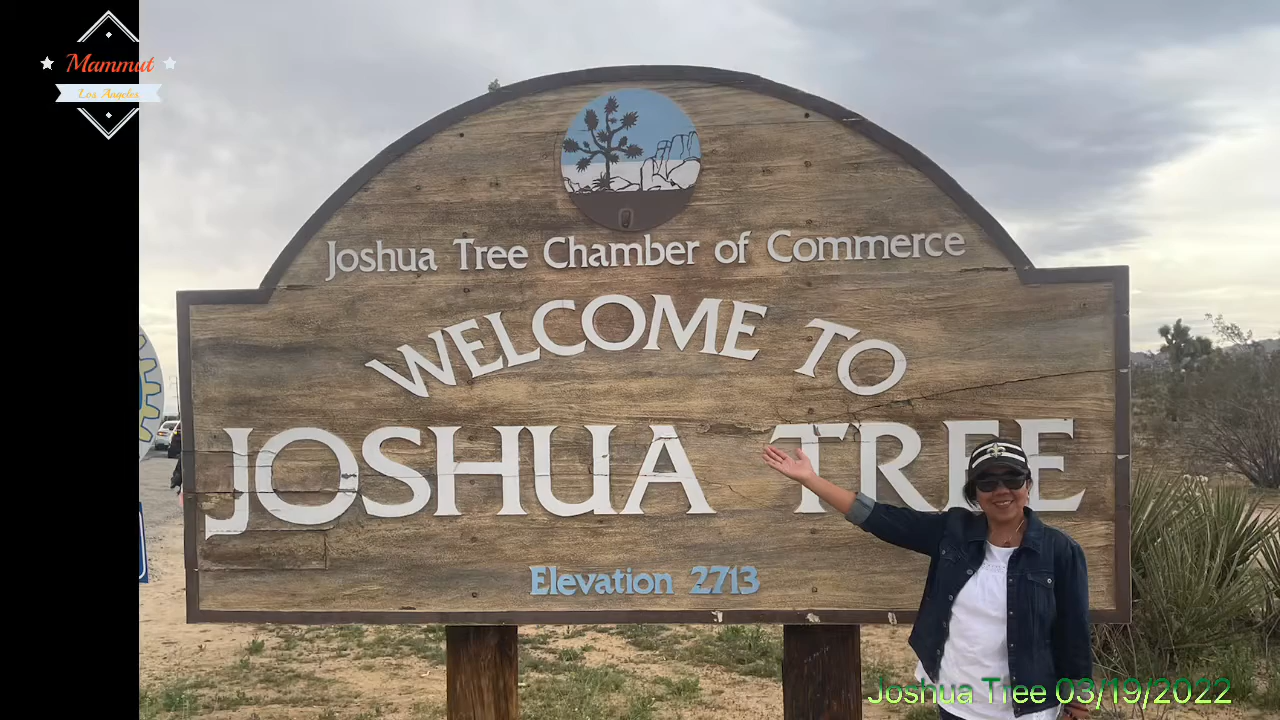 Mammut
Los Angeles
Joshua Tree Chamber of Commerce
WELCOME TO
JOSHUA TREE
Elevation 2713
Joshua Tree 03/19/2022